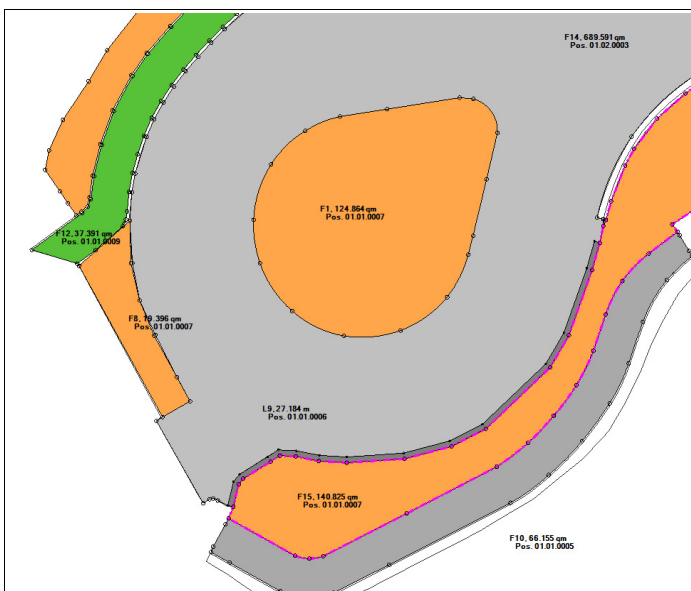 F14, 689.591 qm
Pos. 01.02.0003
F1, 124.864 qm
Pos. 01.01.0007
F12, 37.391 qm
Pos. 01.01.0009
F8, 19.396 qm
Pos. 01.01.0007
L9, 27.184 m
Pos. 01.01.0006
F15, 140.825 qm
Pos. 01.01.0007
F10, 66.155 qm
Pos. 01.01.0005